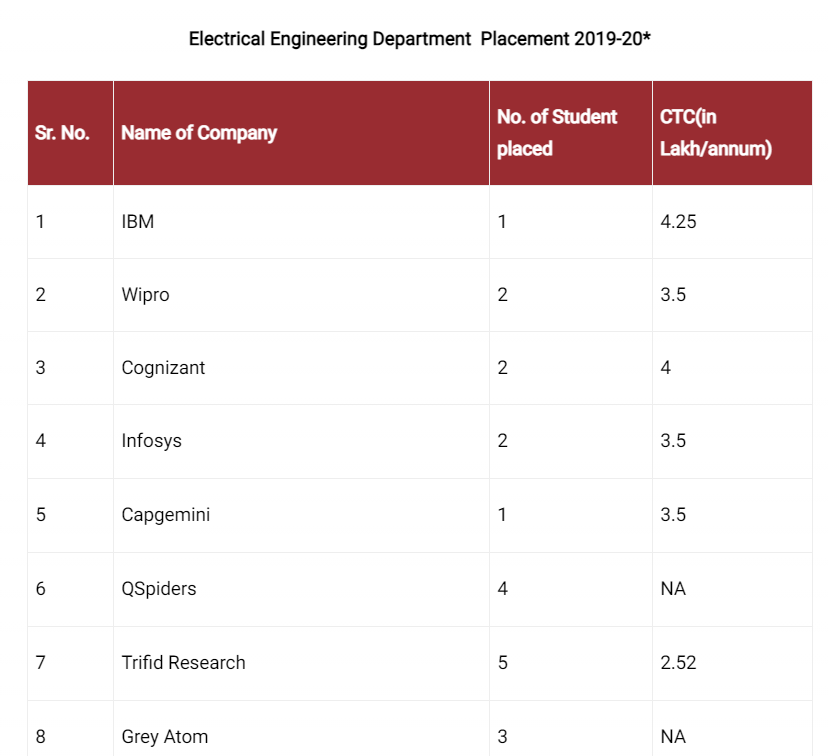 Electrical Engineering Department Placement 2019-20*
Sr. No. Name of Company No. of Student placed CTC(in Lakh/annum)
1 IBM 1 4.25
2 Wipro 2 3.5
3 Cognizant 2 4
4 Infosys 2 3.5
5 Capgemini 1 3.5
6 QSpiders 4 NA
7 Trifid Research 5 2.52
8 Grey Atom 3 NA